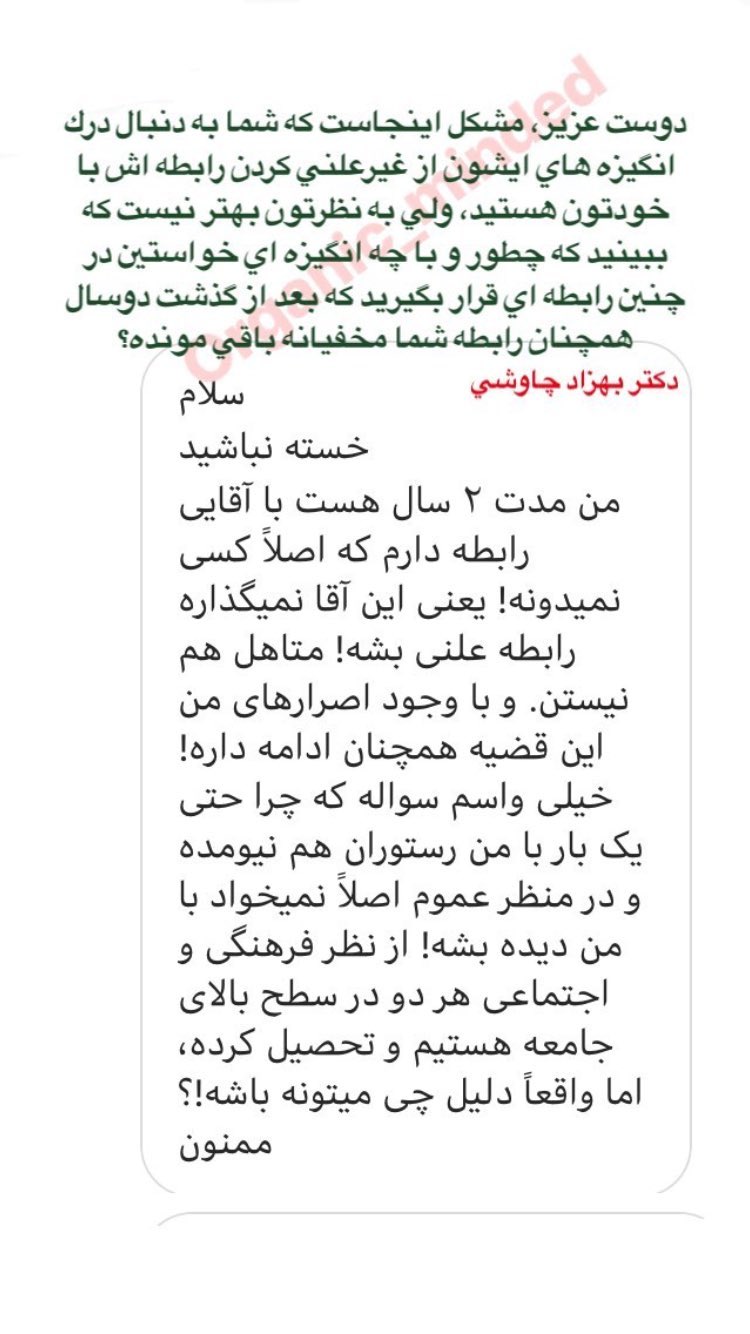 دوست عزيز، مشكل اينجاست كه شما به دنبال درك
انگيزه هاي ايشون از غيرعلني كردن رابطه اش با
خودتون هستيد، ولي به نظرتون بهتر نيست كه
ببينيد كه چطور و با چه انگيزه اي خواستين در
چنين رابطه اي قرار بگيريد كه بعد از گذشت دوسال
همچنان رابطه شما مخفيانه باقي مونده؟
دكتر بهزاد چاوشي
Organic_minded
سلام
خسته نباشید
من مدت ۲ سال هست با آقایی
رابطه دارم که اصلاً کسی
نمیدونه! یعنی این آقا نمیگذاره
رابطه علنی بشه! متاهل هم
نیستن. و با وجود اصرارهای من
این قضیه همچنان ادامه داره!
خیلی واسم سواله که چرا حتی
یک بار با من رستوران هم نیومده
و در منظر عموم اصلاً نمیخواد با
من دیده بشه! از نظر فرهنگی و
اجتماعی هر دو در سطح بالای
جامعه هستیم و تحصیل کرده،
اما واقعاً دلیل چی میتونه باشه!؟
ممنون